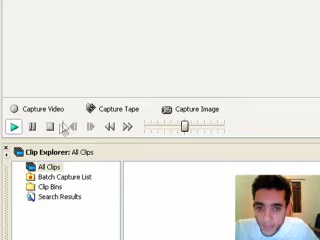 Capture Video Capture Tape Capture Image
Clip Explorer: All Clips
All Clips
Batch Capture List
Clip Bins
Search Results